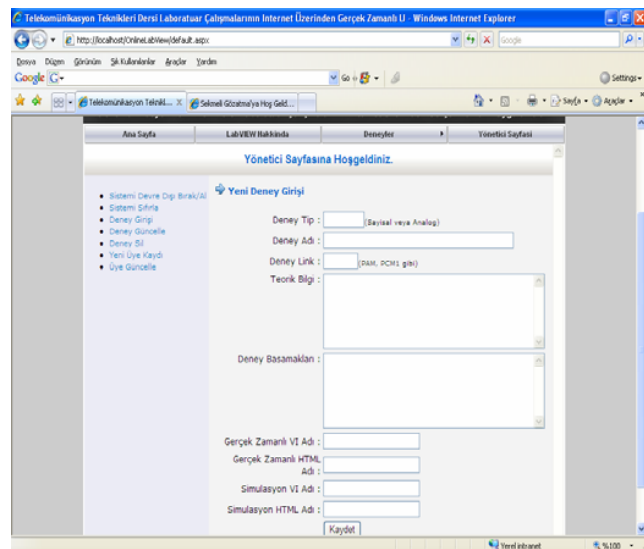 Telekomünikasyon Teknikleri Dersi Laboratuar Çalışmalarının Internet Üzerinden Gerçek Zamanlı U - Windows Internet Explorer
http://localhost/OnlineLabView/default.aspx
Google
Dosya Düzen Görünüm Sık Kullanılanlar Araçlar Yardım
Google G Go Settings
Telekomünikasyon Teknikl... X Sekmeli Gözatma'ya Hoş Geld...
Sayfa Araçlar
Ana Sayfa LabVIEW Hakkinda Deneyler Yönetici Sayfasi
Yönetici Sayfasına Hoşgeldiniz.
Sistemi Devre Dışı Bırak/Al
Sistemi Sıfırla
Deney Girişi
Deney Güncelle
Deney Sil
Yeni Üye Kaydı
Üye Güncelle
Yeni Deney Girişi
Deney Tip : (Sayisal veya Analog)
Deney Adı :
Deney Link : (PAM, PCM1 gibi)
Teorik Bilgi :
Deney Basamakları :
Gerçek Zamanlı VI Adı :
Gerçek Zamanlı HTML
Adı :
Simulasyon VI Adı :
Simulasyon HTML Adı :
Kaydet
Yerel intranet %100